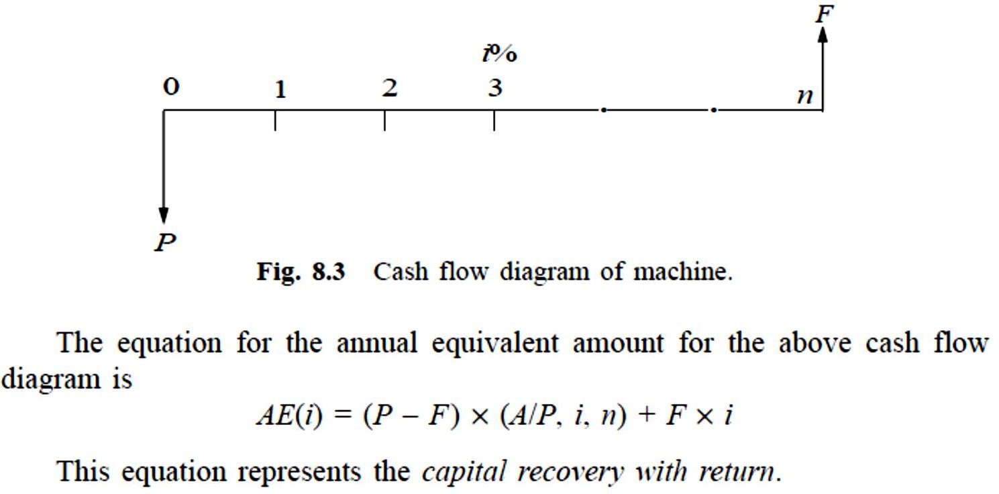 F
i%
0 1 2 3
n
P
Fig. 8.3 Cash flow diagram of machine.
The equation for the annual equivalent amount for the above cash flow
diagram is
AE(i) = (P – F) × (A/P, i, n) + F × i
This equation represents the capital recovery with return.